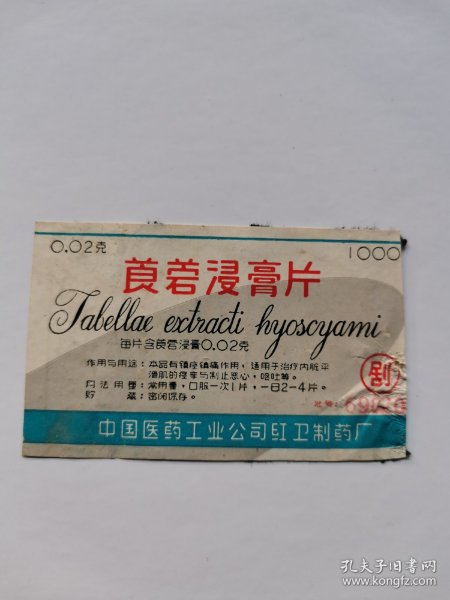 0.02克
1000
莨菪浸膏片
Tabellae extracti hyoscyami
每片含莨菪浸膏0.02克
作用与用途：本品有镇痉镇痛作用，适用于治疗内脏平
滑肌的痉挛与制止恶心，呕吐等。
用法用量：常用量，口服一次1片，一日2-4片。
贮　　藏：密闭保存。
剧
批号：
中国医药工业公司红卫制药厂
孔夫子旧书网
www.kongfz.com